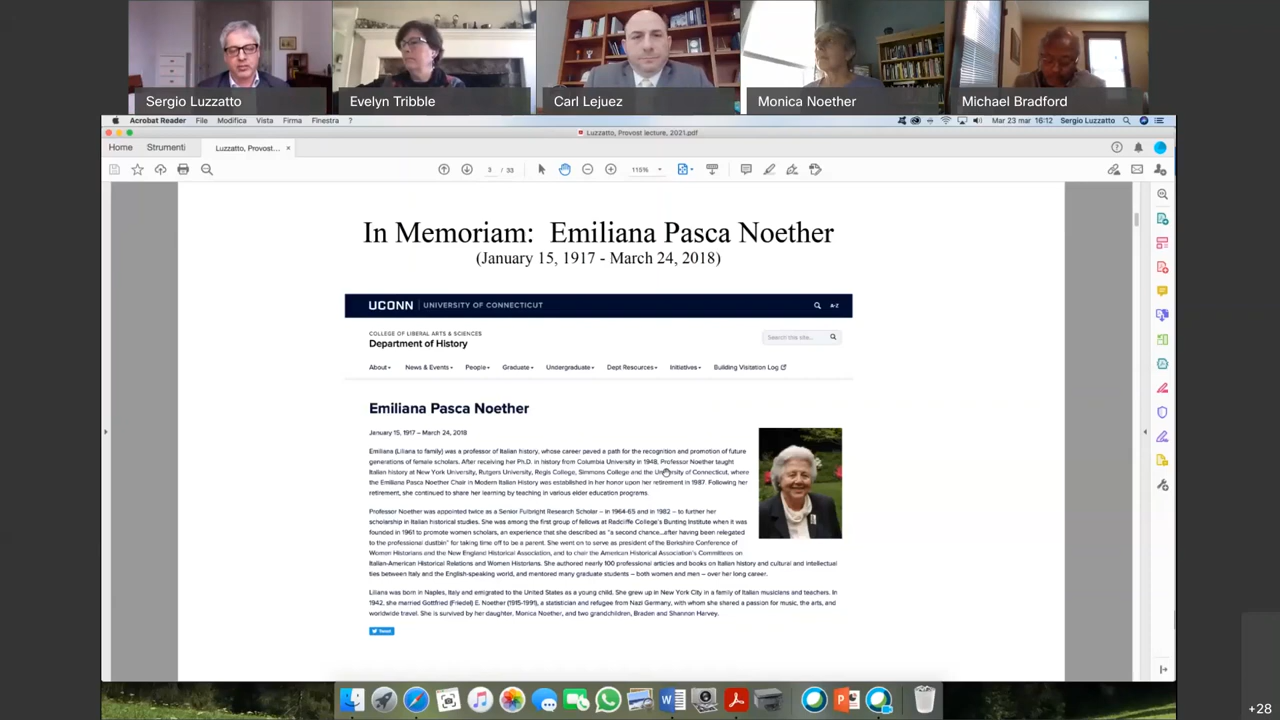 Sergio Luzzatto
Evelyn Tribble
Carl Lejuez
Monica Noether
Michael Bradford
Acrobat Reader File Modifica Vista Firma Finestra ?
Mar 23 mar 16:12 Sergio Luzzatto
Luzzatto, Provost lecture, 2021.pdf
Home Strumenti Luzzatto, Provost... ×
3 / 33
115%
In Memoriam: Emiliana Pasca Noether
(January 15, 1917 - March 24, 2018)
UCONN | UNIVERSITY OF CONNECTICUT
A-Z
COLLEGE OF LIBERAL ARTS & SCIENCES
Department of History
Search this site...
About News & Events People Graduate Undergraduate Dept Resources Initiatives Building Visitation Log
Emiliana Pasca Noether
January 15, 1917 – March 24, 2018
Emiliana (Liliana to family) was a professor of Italian history, whose career paved a path for the recognition and promotion of future
generations of female scholars. After receiving her Ph.D. in history from Columbia University in 1948, Professor Noether taught
Italian history at New York University, Rutgers University, Regis College, Simmons College and the University of Connecticut, where
the Emiliana Pasca Noether Chair in Modern Italian History was established in her honor upon her retirement in 1987. Following her
retirement, she continued to share her learning by teaching in various elder education programs.
Professor Noether was appointed twice as a Senior Fulbright Research Scholar – in 1964-65 and in 1982 – to further her
scholarship in Italian historical studies. She was among the first group of fellows at Radcliffe College's Bunting Institute when it was
founded in 1961 to promote women scholars, an experience that she described as "a second chance...after having been relegated
to the professional dustbin" for taking time off to be a parent. She went on to serve as president of the Berkshire Conference of
Women Historians and the New England Historical Association, and to chair the American Historical Association's Committees on
Italian-American Historical Relations and Women Historians. She authored nearly 100 professional articles and books on Italian history and cultural and intellectual
ties between Italy and the English-speaking world, and mentored many graduate students – both women and men – over her long career.
Liliana was born in Naples, Italy and emigrated to the United States as a young child. She grew up in New York City in a family of Italian musicians and teachers. In
1942, she married Gottfried (Friedel) E. Noether (1915-1991), a statistician and refugee from Nazi Germany, with whom she shared a passion for music, the arts, and
worldwide travel. She is survived by her daughter, Monica Noether, and two grandchildren, Braden and Shannon Harvey.
Tweet
+28